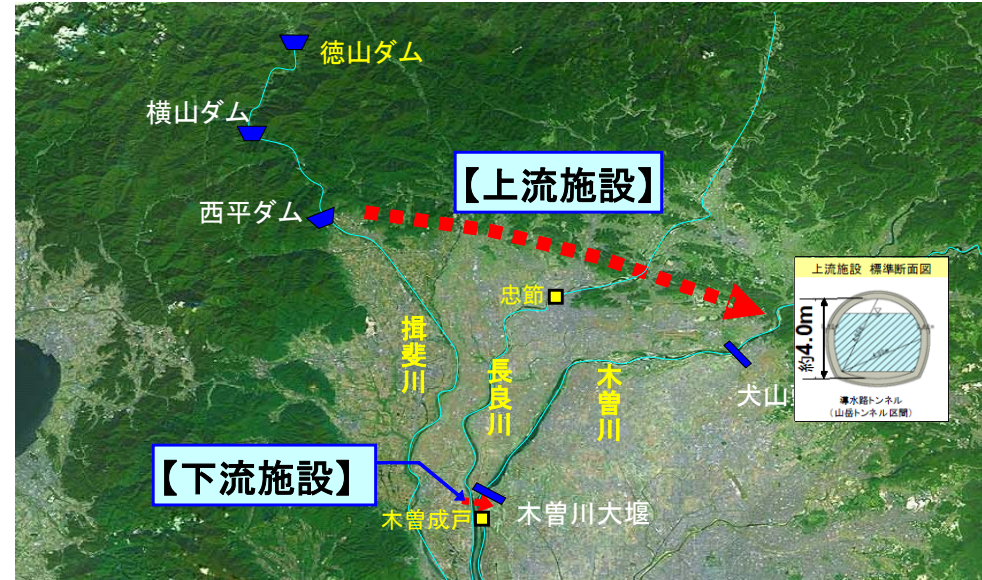 徳山ダム
横山ダム
【上流施設】
西平ダム
上流施設 標準断面図
忠節
約4.0m
揖斐川
長良川
木曽川
犬山
導水路トンネル
（山岳トンネル区間）
【下流施設】
木曽成戸
木曽川大堰